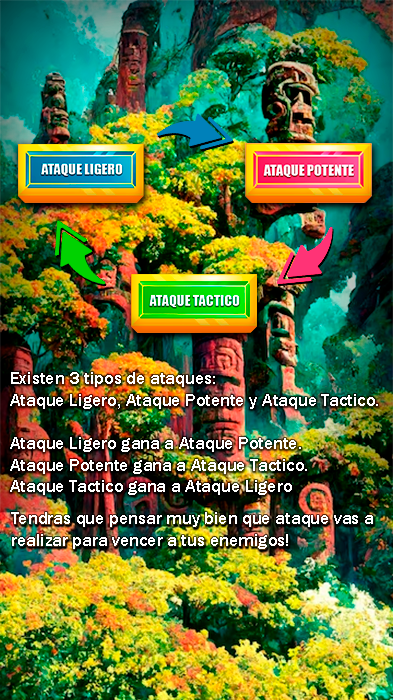 ATAQUE LIGERO
ATAQUE POTENTE
ATAQUE TACTICO
Existen 3 tipos de ataques:
Ataque Ligero, Ataque Potente y Ataque Tactico.
Ataque Ligero gana a Ataque Potente.
Ataque Potente gana a Ataque Tactico.
Ataque Tactico gana a Ataque Ligero
Tendras que pensar muy bien que ataque vas a
realizar para vencer a tus enemigos!